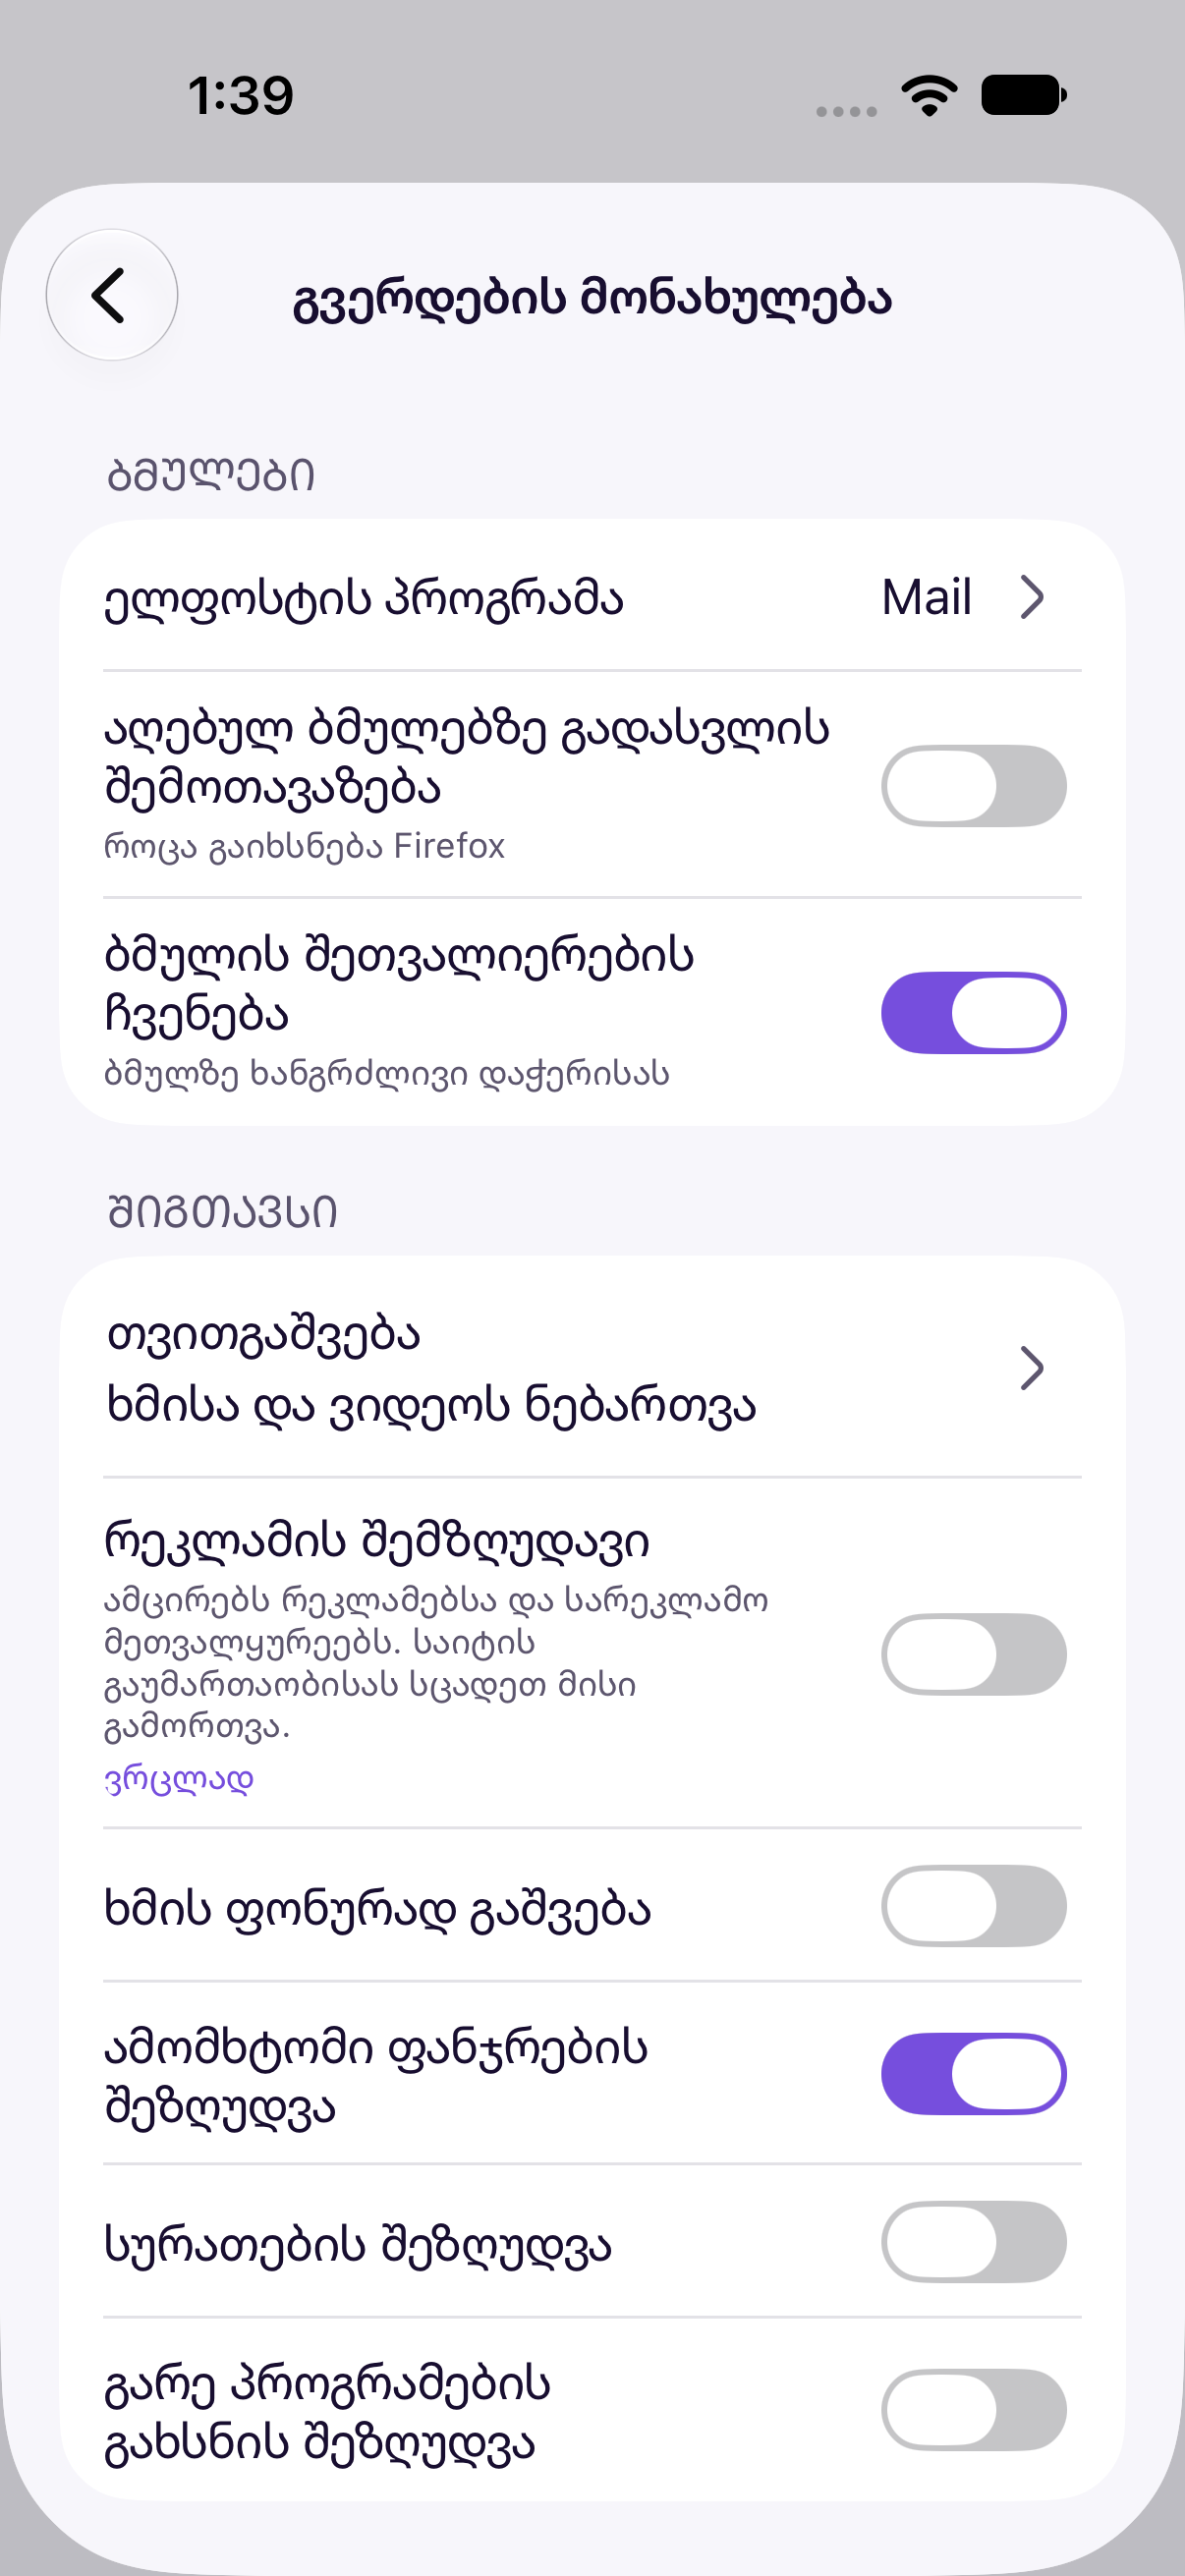 1:39
გვერდების მონახულება
ᲑᲛᲣᲚᲔᲑᲘ
ელფოსტის პროგრამა
Mail
აღებულ ბმულებზე გადასვლის
შემოთავაზება
როცა გაიხსნება Firefox
ბმულის შეთვალიერების
ჩვენება
ბმულზე ხანგრძლივი დაჭერისას
ᲨᲘᲒᲗᲐᲕᲡᲘ
თვითგაშვება
ხმისა და ვიდეოს ნებართვა
რეკლამის შემზღუდავი
ამცირებს რეკლამებსა და სარეკლამო
მეთვალყურეებს. საიტის
გაუმართაობისას სცადეთ მისი
გამორთვა.
ვრცლად
ხმის ფონურად გაშვება
ამომხტომი ფანჯრების
შეზღუდვა
სურათების შეზღუდვა
გარე პროგრამების
გახსნის შეზღუდვა